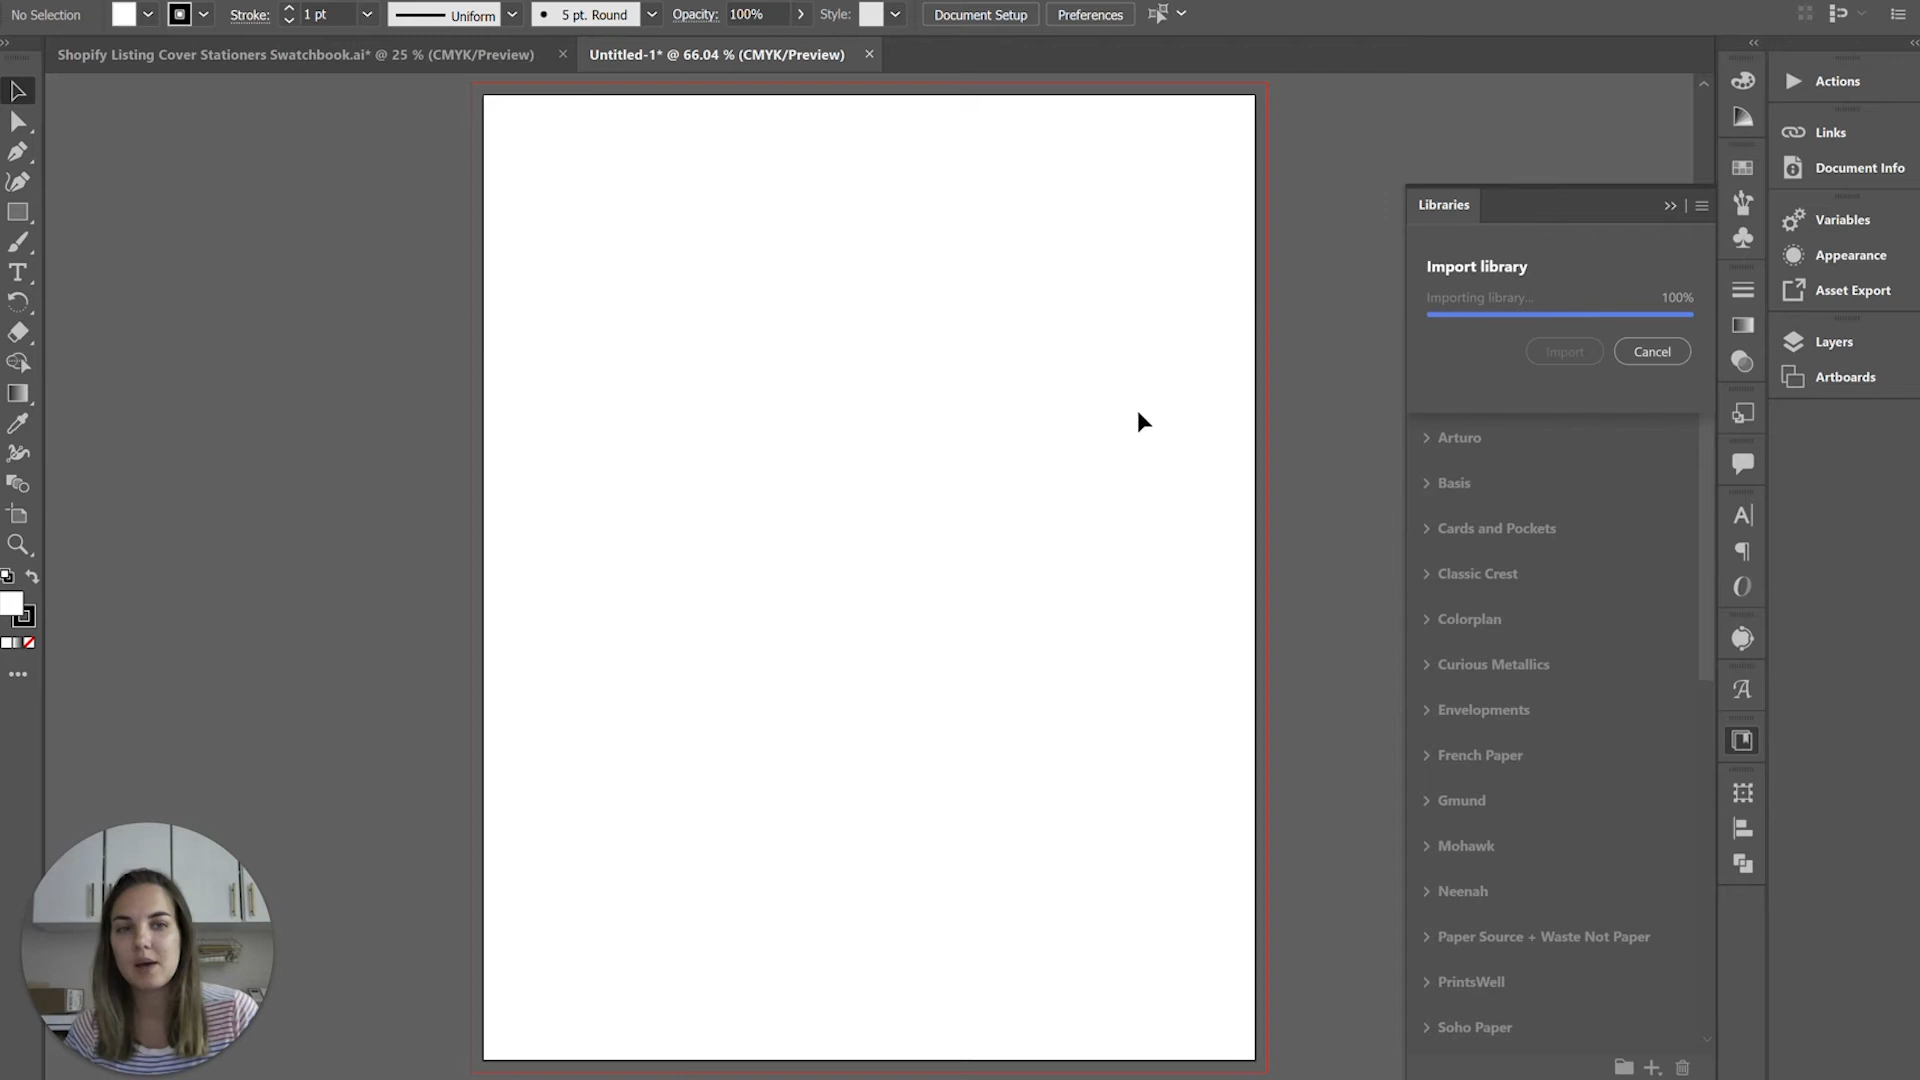 No Selection
Stroke:
1 pt
Uniform
5 pt. Round
Opacity:
100%
Style:
Document Setup
Preferences
Shopify Listing Cover Stationers Swatchbook.ai* @ 25 % (CMYK/Preview)
Untitled-1* @ 66.04 % (CMYK/Preview)
Actions
Links
Document Info
Variables
Appearance
Asset Export
Layers
Artboards
Libraries
Import library
Importing library...
100%
Import
Cancel
Arturo
Basis
Cards and Pockets
Classic Crest
Colorplan
Curious Metallics
Envelopments
French Paper
Gmund
Mohawk
Neenah
Paper Source + Waste Not Paper
PrintsWell
Soho Paper